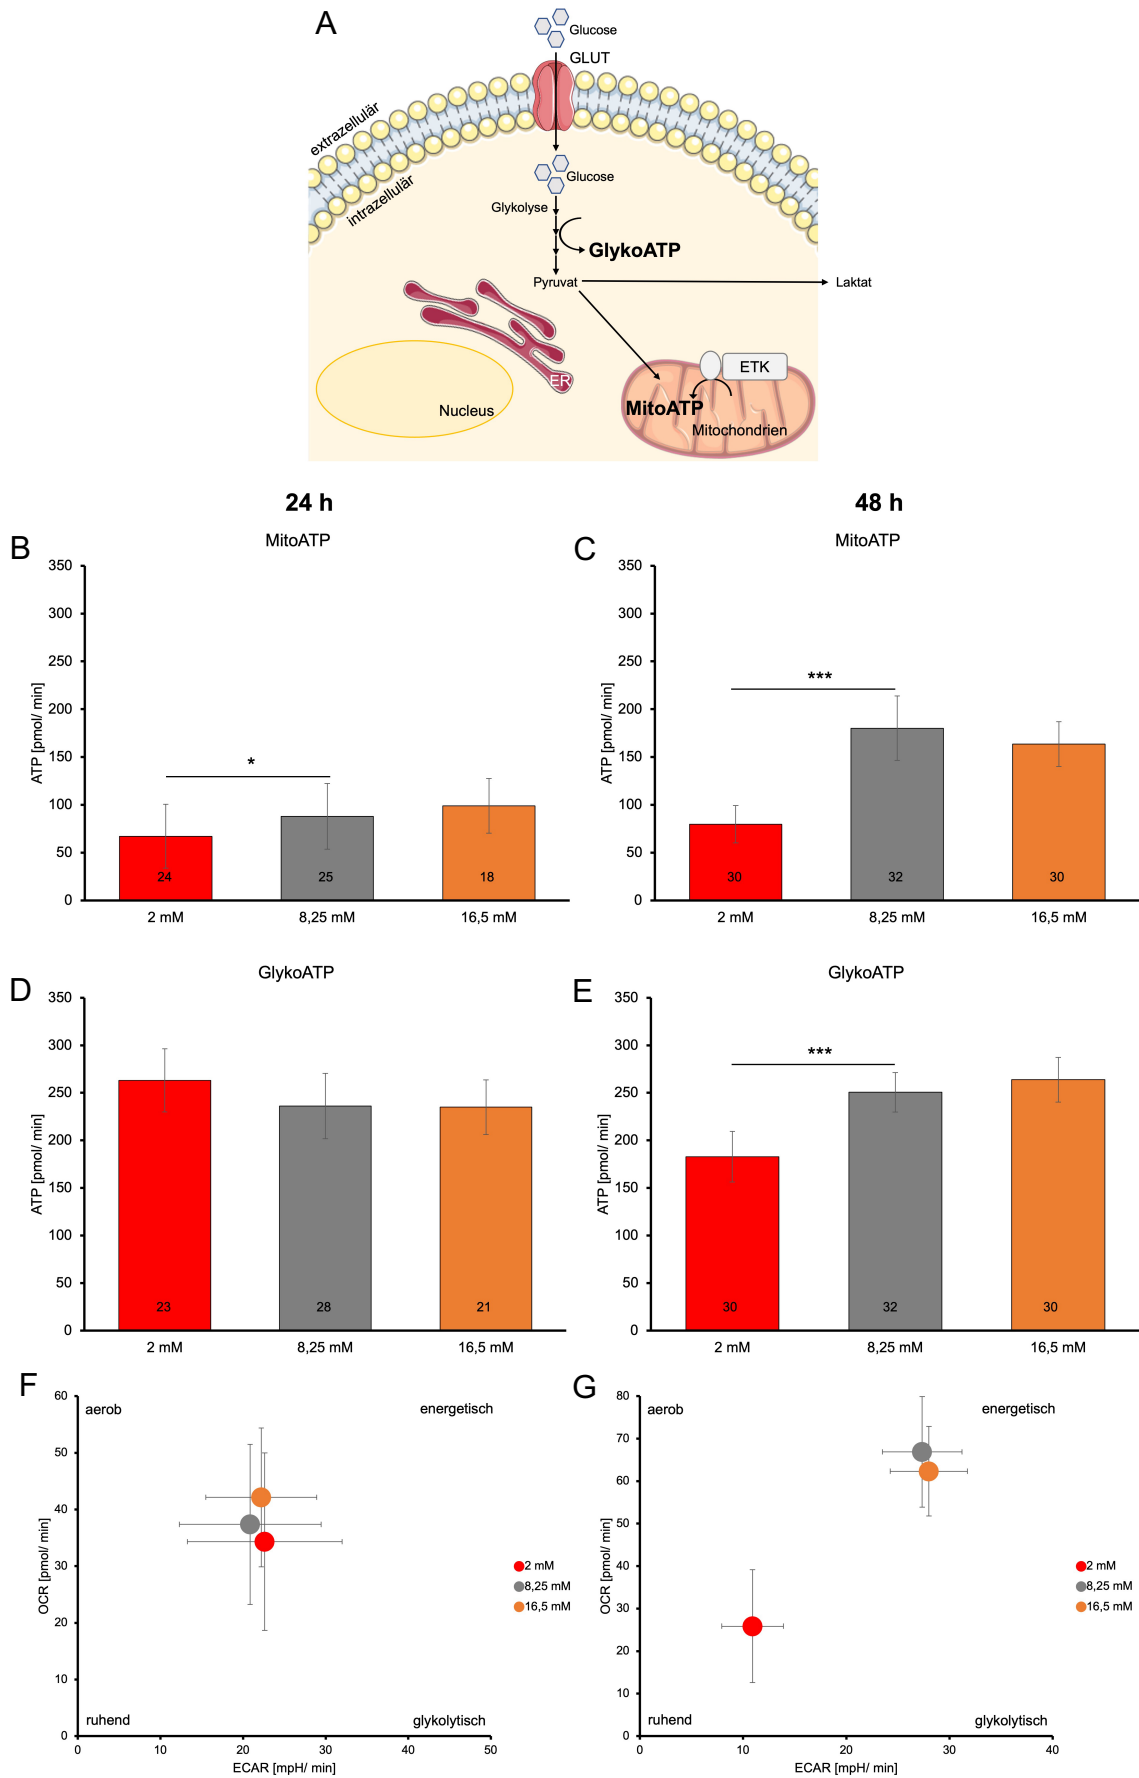 A
Glucose
GLUT
extrazellulär
intrazellulär
Glucose
Glykolyse
GlykoATP
Pyruvat
Laktat
ER
Nucleus
ETK
MitoATP
Mitochondrien
24 h
48 h
B
MitoATP
ATP [pmol/ min]
350
300
250
200
150
100
50
0
*
24
25
18
2 mM
8,25 mM
16,5 mM
C
MitoATP
ATP [pmol/ min]
350
300
250
200
150
100
50
0
***
30
32
30
2 mM
8,25 mM
16,5 mM
D
GlykoATP
ATP [pmol/ min]
350
300
250
200
150
100
50
0
23
28
21
2 mM
8,25 mM
16,5 mM
E
GlykoATP
ATP [pmol/ min]
350
300
250
200
150
100
50
0
***
30
32
30
2 mM
8,25 mM
16,5 mM
F
OCR [pmol/ min]
60
50
40
30
20
10
0
aerob
energetisch
ruhend
glykolytisch
2 mM
8,25 mM
16,5 mM
0 10 20 30 40 50
ECAR [mpH/ min]
G
OCR [pmol/ min]
80
70
60
50
40
30
20
10
0
aerob
energetisch
ruhend
glykolytisch
2 mM
8,25 mM
16,5 mM
0 10 20 30 40
ECAR [mpH/ min]